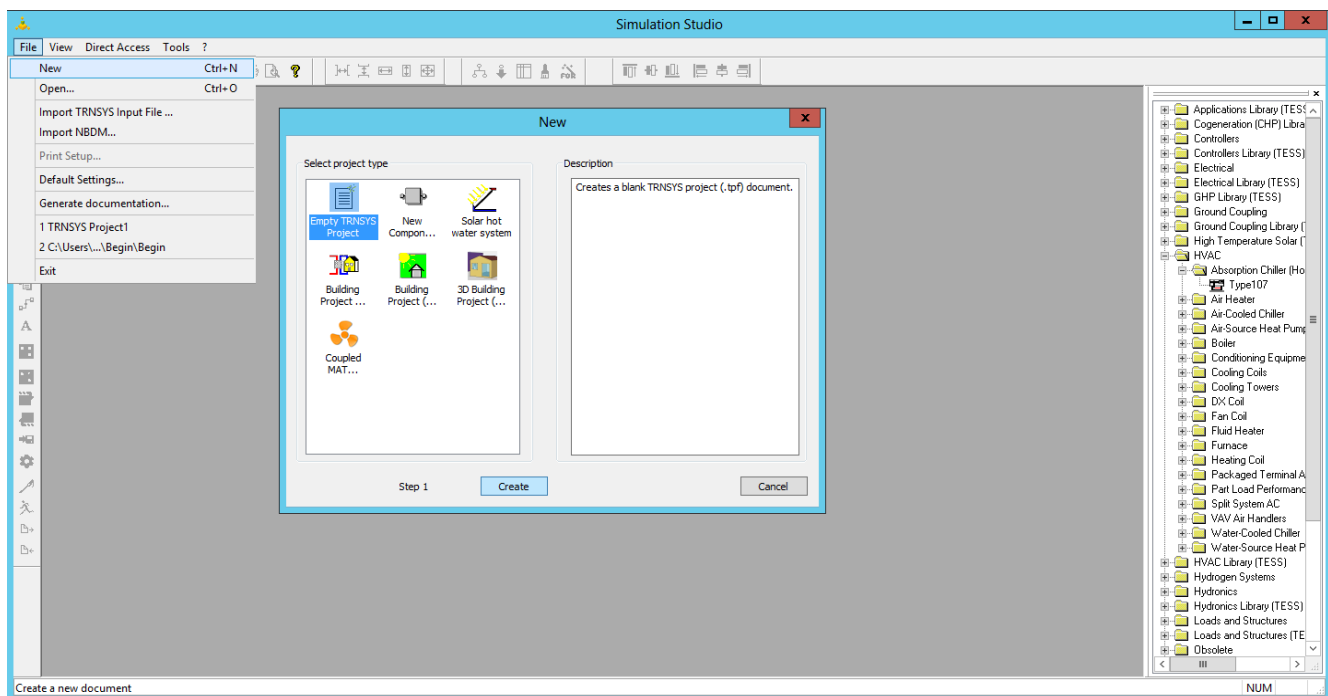 Simulation Studio
File View Direct Access Tools ?
New Ctrl+N
Open... Ctrl+O
Import TRNSYS Input File ...
Import NBDM...
Print Setup...
Default Settings...
Generate documentation...
1 TRNSYS Project1
2 C:\Users\...\Begin\Begin
Exit
New
Select project type
Empty TRNSYS
Project
New
Compon...
Solar hot
water system
Building
Project ...
Building
Project (...
3D Building
Project (...
Coupled
MAT...
Description
Creates a blank TRNSYS project (.tpf) document.
Step 1
Create
Cancel
Applications Library (TESS
Cogeneration (CHP) Libra
Controllers
Controllers Library (TESS)
Electrical
Electrical Library (TESS)
GHP Library (TESS)
Ground Coupling
Ground Coupling Library (
High Temperature Solar (
HVAC
Absorption Chiller (Ho
Type107
Air Heater
Air-Cooled Chiller
Air-Source Heat Pump
Boiler
Conditioning Equipme
Cooling Coils
Cooling Towers
DX Coil
Fan Coil
Fluid Heater
Furnace
Heating Coil
Packaged Terminal A
Part Load Performanc
Split System AC
VAV Air Handlers
Water-Cooled Chiller
Water-Source Heat P
HVAC Library (TESS)
Hydrogen Systems
Hydronics
Hydronics Library (TESS)
Loads and Structures
Loads and Structures (TE
Obsolete
Create a new document
NUM